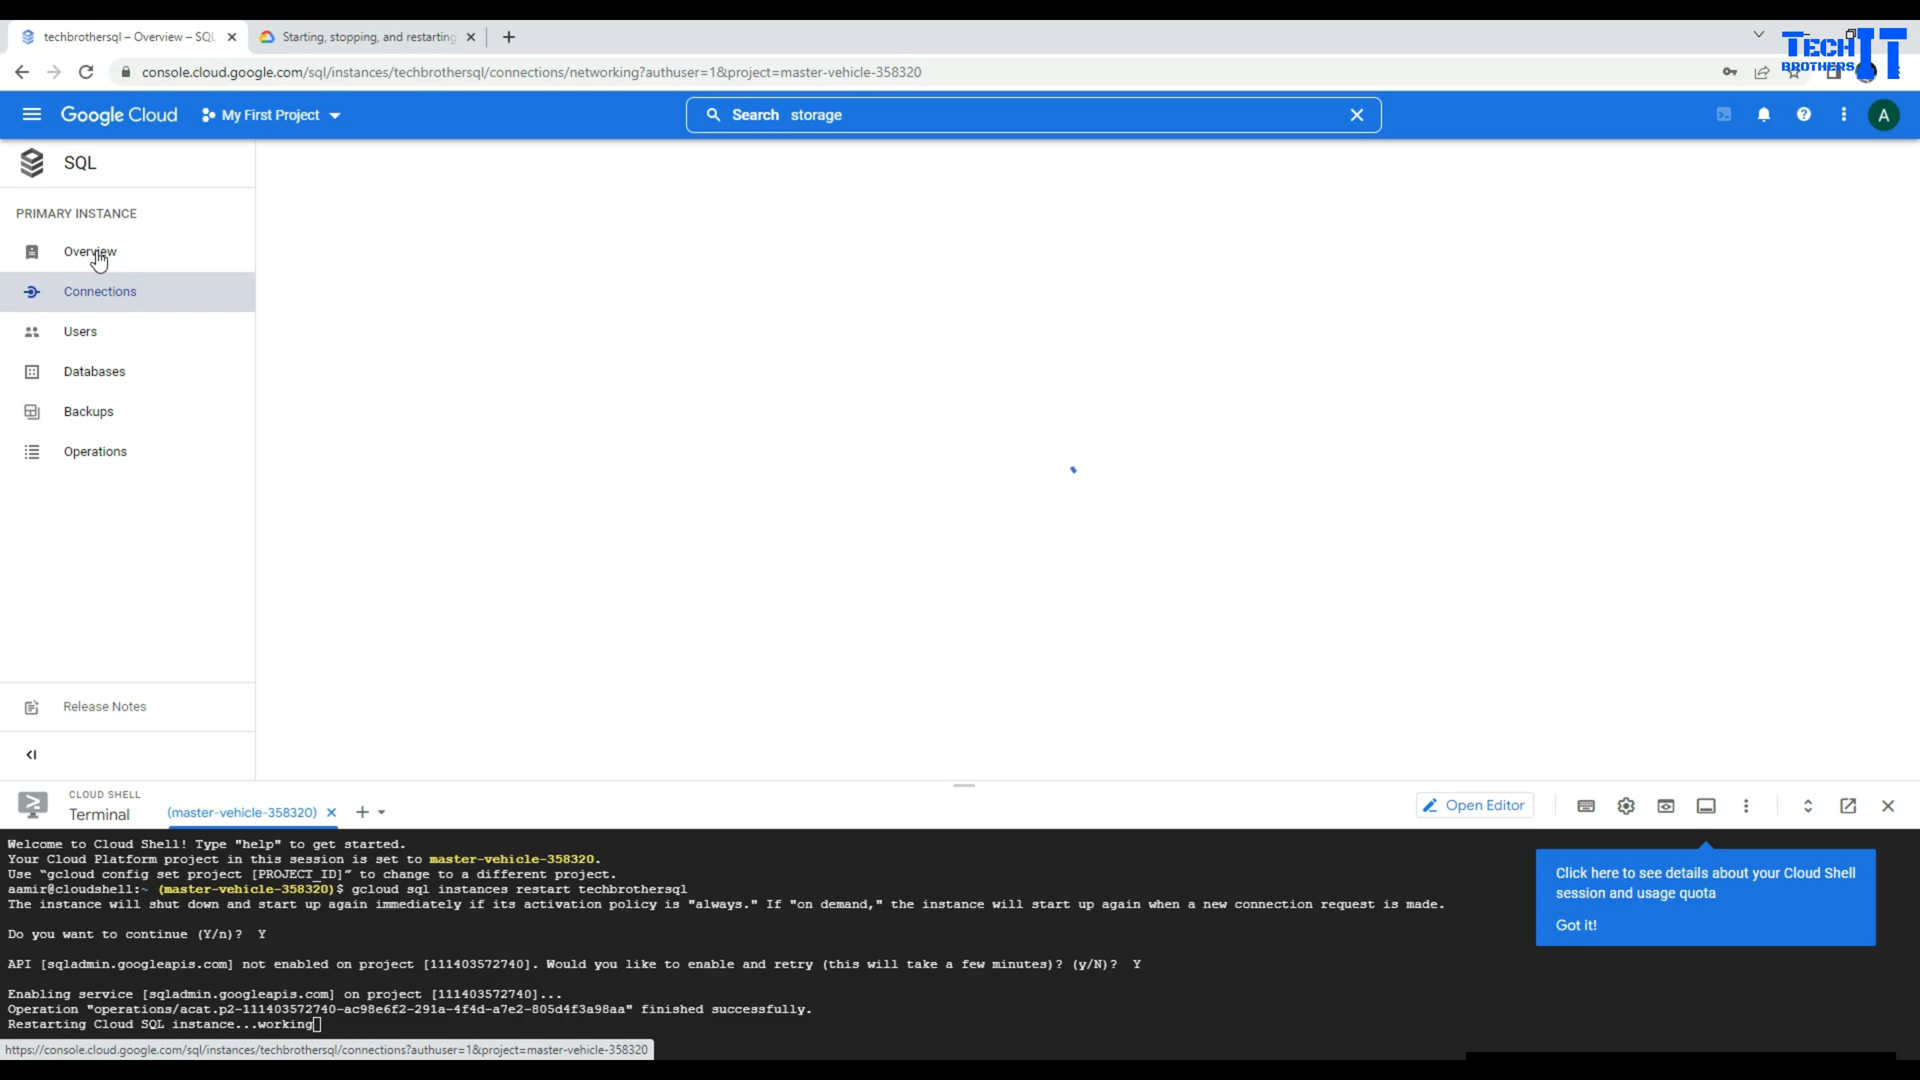 techbrothersql – Overview – SQL
Starting, stopping, and restarting
TECH IT
BROTHERS
console.cloud.google.com/sql/instances/techbrothersql/connections/networking?authuser=1&project=master-vehicle-358320
Google Cloud
My First Project
Search storage
A
SQL
PRIMARY INSTANCE
Overview
Connections
Users
Databases
Backups
Operations
Release Notes
CLOUD SHELL
Terminal
(master-vehicle-358320)
Open Editor
Welcome to Cloud Shell! Type "help" to get started.
Your Cloud Platform project in this session is set to master-vehicle-358320.
Use "gcloud config set project [PROJECT_ID]" to change to a different project.
aamir@cloudshell:~ (master-vehicle-358320)$ gcloud sql instances restart techbrothersql
The instance will shut down and start up again immediately if its activation policy is "always." If "on demand," the instance will start up again when a new connection request is made.
Do you want to continue (Y/n)? Y
API [sqladmin.googleapis.com] not enabled on project [111403572740]. Would you like to enable and retry (this will take a few minutes)? (y/N)? Y
Enabling service [sqladmin.googleapis.com] on project [111403572740]...
Operation "operations/acat.p2-111403572740-ac98e6f2-291a-4f4d-a7e2-805d4f3a98aa" finished successfully.
Restarting Cloud SQL instance...working
Click here to see details about your Cloud Shell
session and usage quota
Got it!
https://console.cloud.google.com/sql/instances/techbrothersql/connections?authuser=1&project=master-vehicle-358320